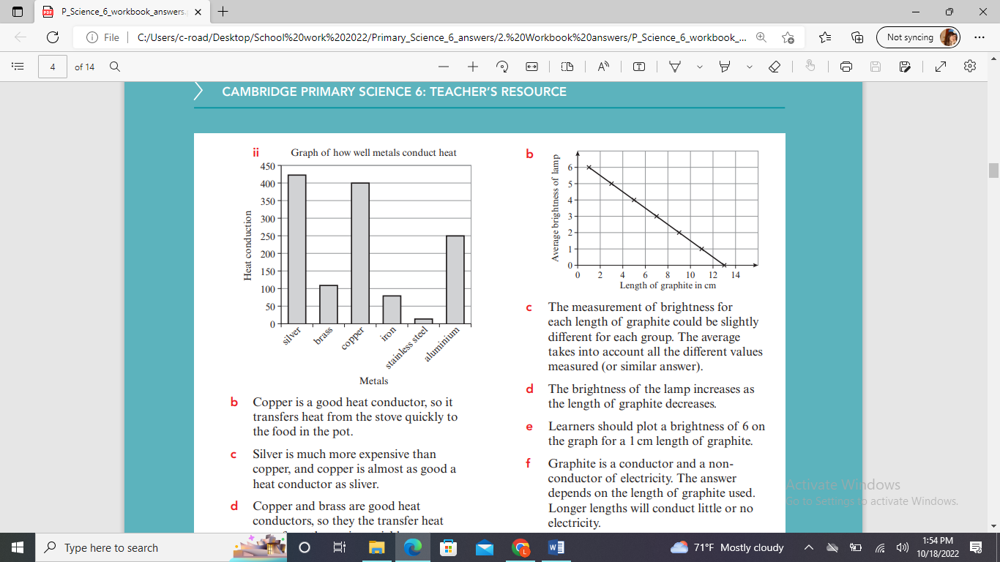 P_Science_6_workbook_answers.
File
C:/Users/c-road/Desktop/School%20work%202022/Primary_Science_6_answers/2.%20Workbook%20answers/P_Science_6_workbook_...
Not syncing
4
of 14
CAMBRIDGE PRIMARY SCIENCE 6: TEACHER'S RESOURCE
ii
Graph of how well metals conduct heat
450
400
350
300
250
200
150
100
50
0
Heat conduction
silver
brass
copper
iron
stainless steel
aluminium
Metals
b Copper is a good heat conductor, so it
transfers heat from the stove quickly to
the food in the pot.
c Silver is much more expensive than
copper, and copper is almost as good a
heat conductor as sliver.
d Copper and brass are good heat
conductors, so they the transfer heat
b
Average brightness of lamp
6
5
4
3
2
1
0
0 2 4 6 8 10 12 14
Length of graphite in cm
c The measurement of brightness for
each length of graphite could be slightly
different for each group. The average
takes into account all the different values
measured (or similar answer).
d The brightness of the lamp increases as
the length of graphite decreases.
e Learners should plot a brightness of 6 on
the graph for a 1 cm length of graphite.
f Graphite is a conductor and a non-
conductor of electricity. The answer
depends on the length of graphite used.
Longer lengths will conduct little or no
electricity.
Activate Windows
Go to Settings to activate Windows.
Type here to search
71°F Mostly cloudy
1:54 PM
10/18/2022